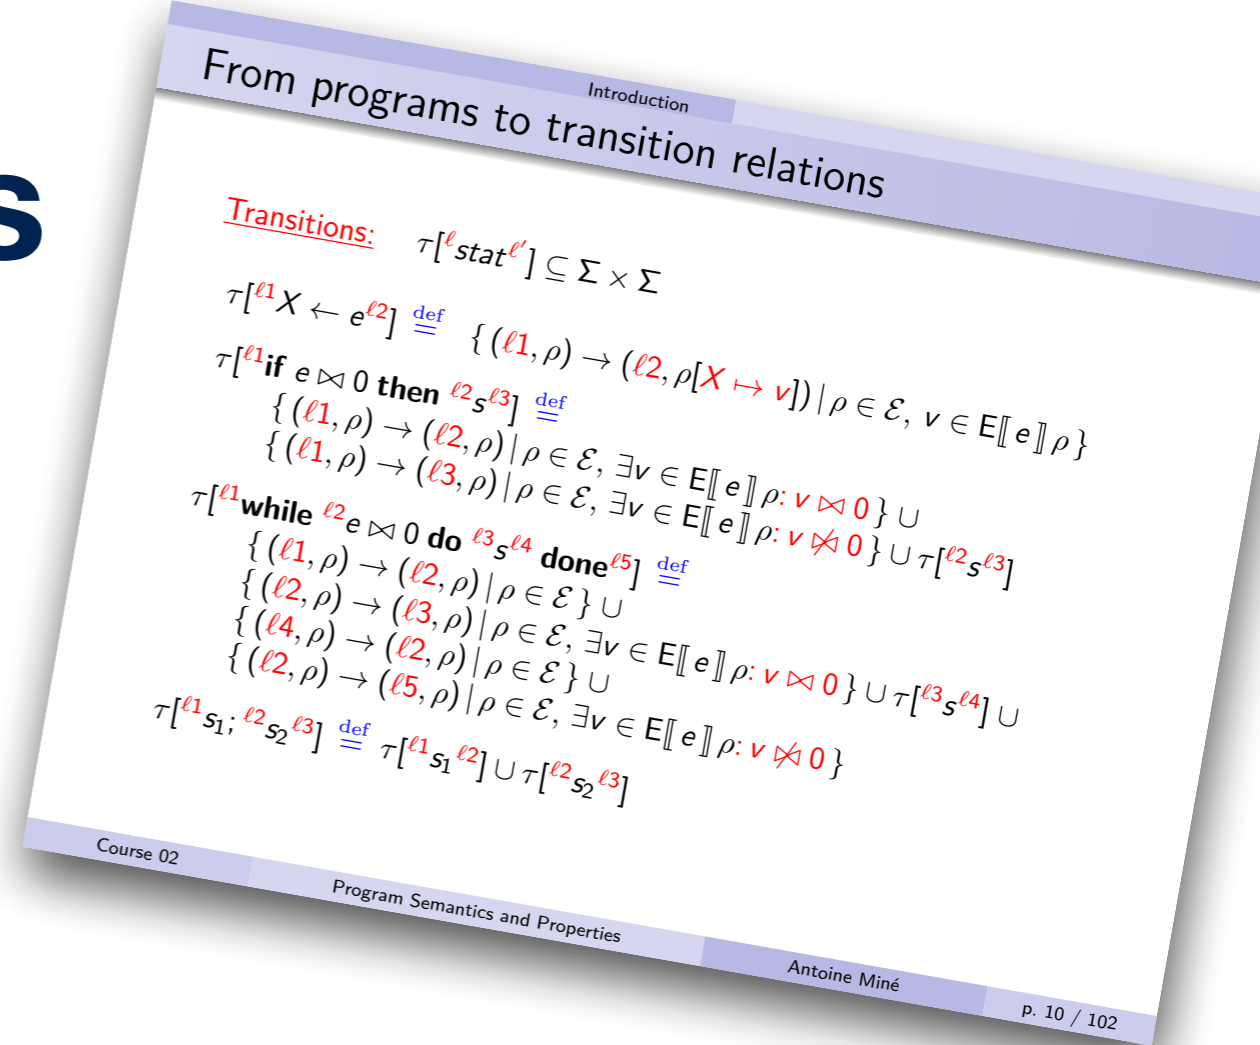 s
Introduction
From programs to transition relations
Transitions: τ[ℓstatℓ′] ⊆ Σ × Σ
τ[ℓ1X ← eℓ2] def= { (ℓ1, ρ) → (ℓ2, ρ[X ↦ v]) | ρ ∈ ℰ, v ∈ E⟦ e ⟧ ρ }
τ[ℓ1if e ⋈ 0 then ℓ2sℓ3] def=
{ (ℓ1, ρ) → (ℓ2, ρ) | ρ ∈ ℰ, ∃v ∈ E⟦ e ⟧ ρ: v ⋈ 0 } ∪
{ (ℓ1, ρ) → (ℓ3, ρ) | ρ ∈ ℰ, ∃v ∈ E⟦ e ⟧ ρ: v ⋈̸ 0 } ∪ τ[ℓ2sℓ3]
τ[ℓ1while ℓ2e ⋈ 0 do ℓ3sℓ4 doneℓ5] def=
{ (ℓ1, ρ) → (ℓ2, ρ) | ρ ∈ ℰ } ∪
{ (ℓ2, ρ) → (ℓ3, ρ) | ρ ∈ ℰ, ∃v ∈ E⟦ e ⟧ ρ: v ⋈ 0 } ∪ τ[ℓ3sℓ4] ∪
{ (ℓ4, ρ) → (ℓ2, ρ) | ρ ∈ ℰ } ∪
{ (ℓ2, ρ) → (ℓ5, ρ) | ρ ∈ ℰ, ∃v ∈ E⟦ e ⟧ ρ: v ⋈̸ 0 }
τ[ℓ1s₁; ℓ2s₂ℓ3] def= τ[ℓ1s₁ℓ2] ∪ τ[ℓ2s₂ℓ3]
Course 02
Program Semantics and Properties
Antoine Miné
p. 10 / 102